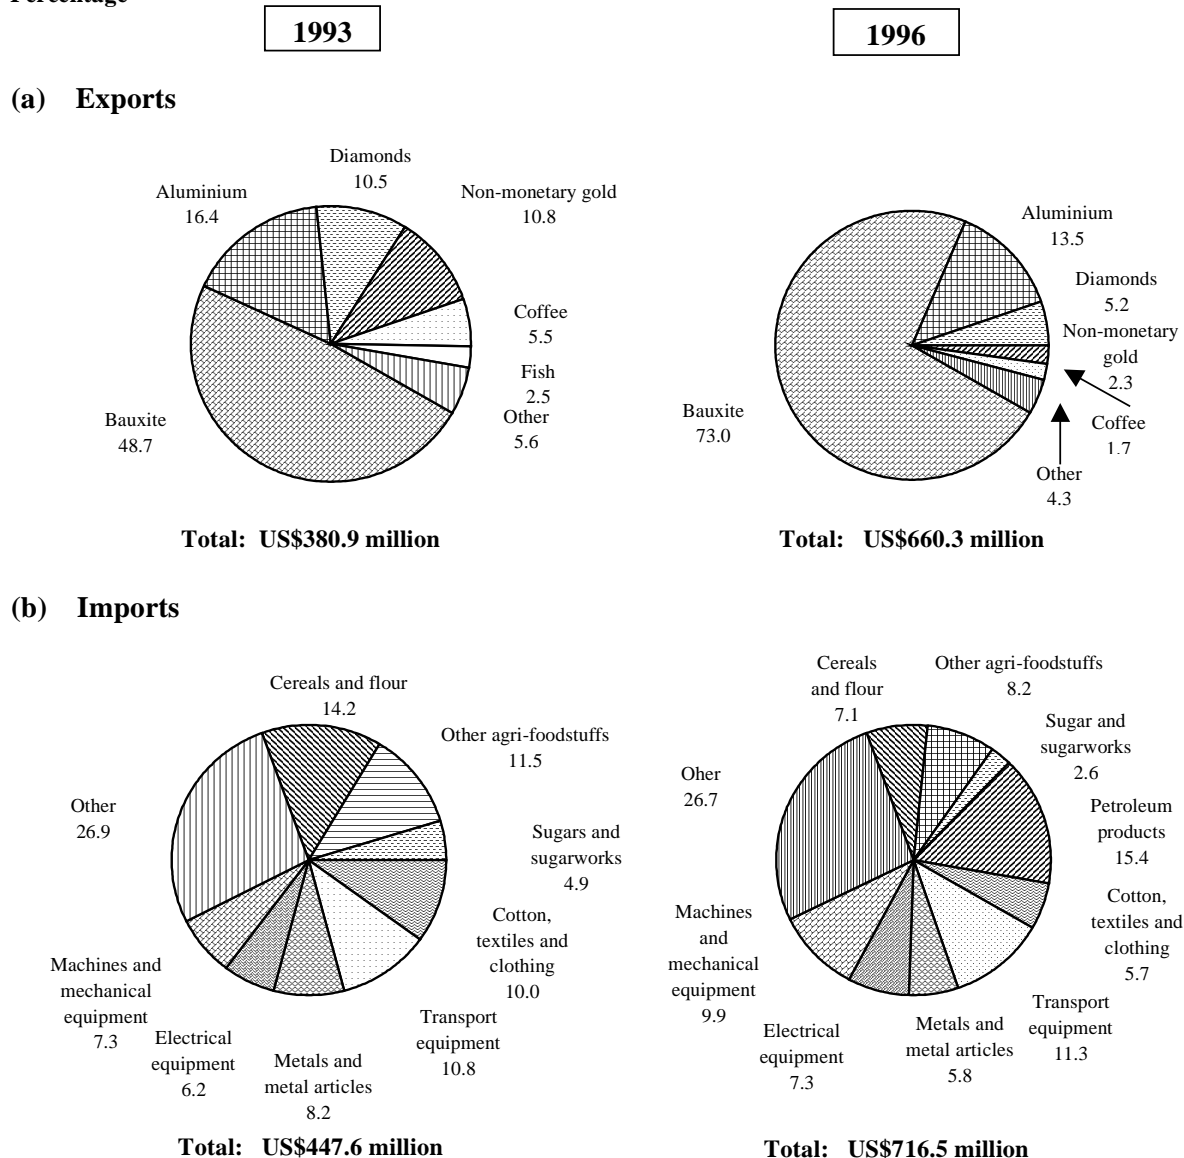 Percentage
1993
1996
(a) Exports
Diamonds
10.5
Aluminium
16.4
Non-monetary gold
10.8
Coffee
5.5
Fish
2.5
Other
5.6
Bauxite
48.7
Total: US$380.9 million
Aluminium
13.5
Diamonds
5.2
Non-monetary
gold
2.3
Coffee
1.7
Other
4.3
Bauxite
73.0
Total: US$660.3 million
(b) Imports
Cereals and flour
14.2
Other agri-foodstuffs
11.5
Sugars and
sugarworks
4.9
Cotton,
textiles and
clothing
10.0
Transport
equipment
10.8
Metals and
metal articles
8.2
Electrical
equipment
6.2
Machines and
mechanical
equipment
7.3
Other
26.9
Total: US$447.6 million
Cereals
and flour
7.1
Other agri-foodstuffs
8.2
Sugar and
sugarworks
2.6
Petroleum
products
15.4
Cotton,
textiles and
clothing
5.7
Transport
equipment
11.3
Metals and
metal articles
5.8
Electrical
equipment
7.3
Machines
and
mechanical
equipment
9.9
Oher
26.7
Total: US$716.5 million